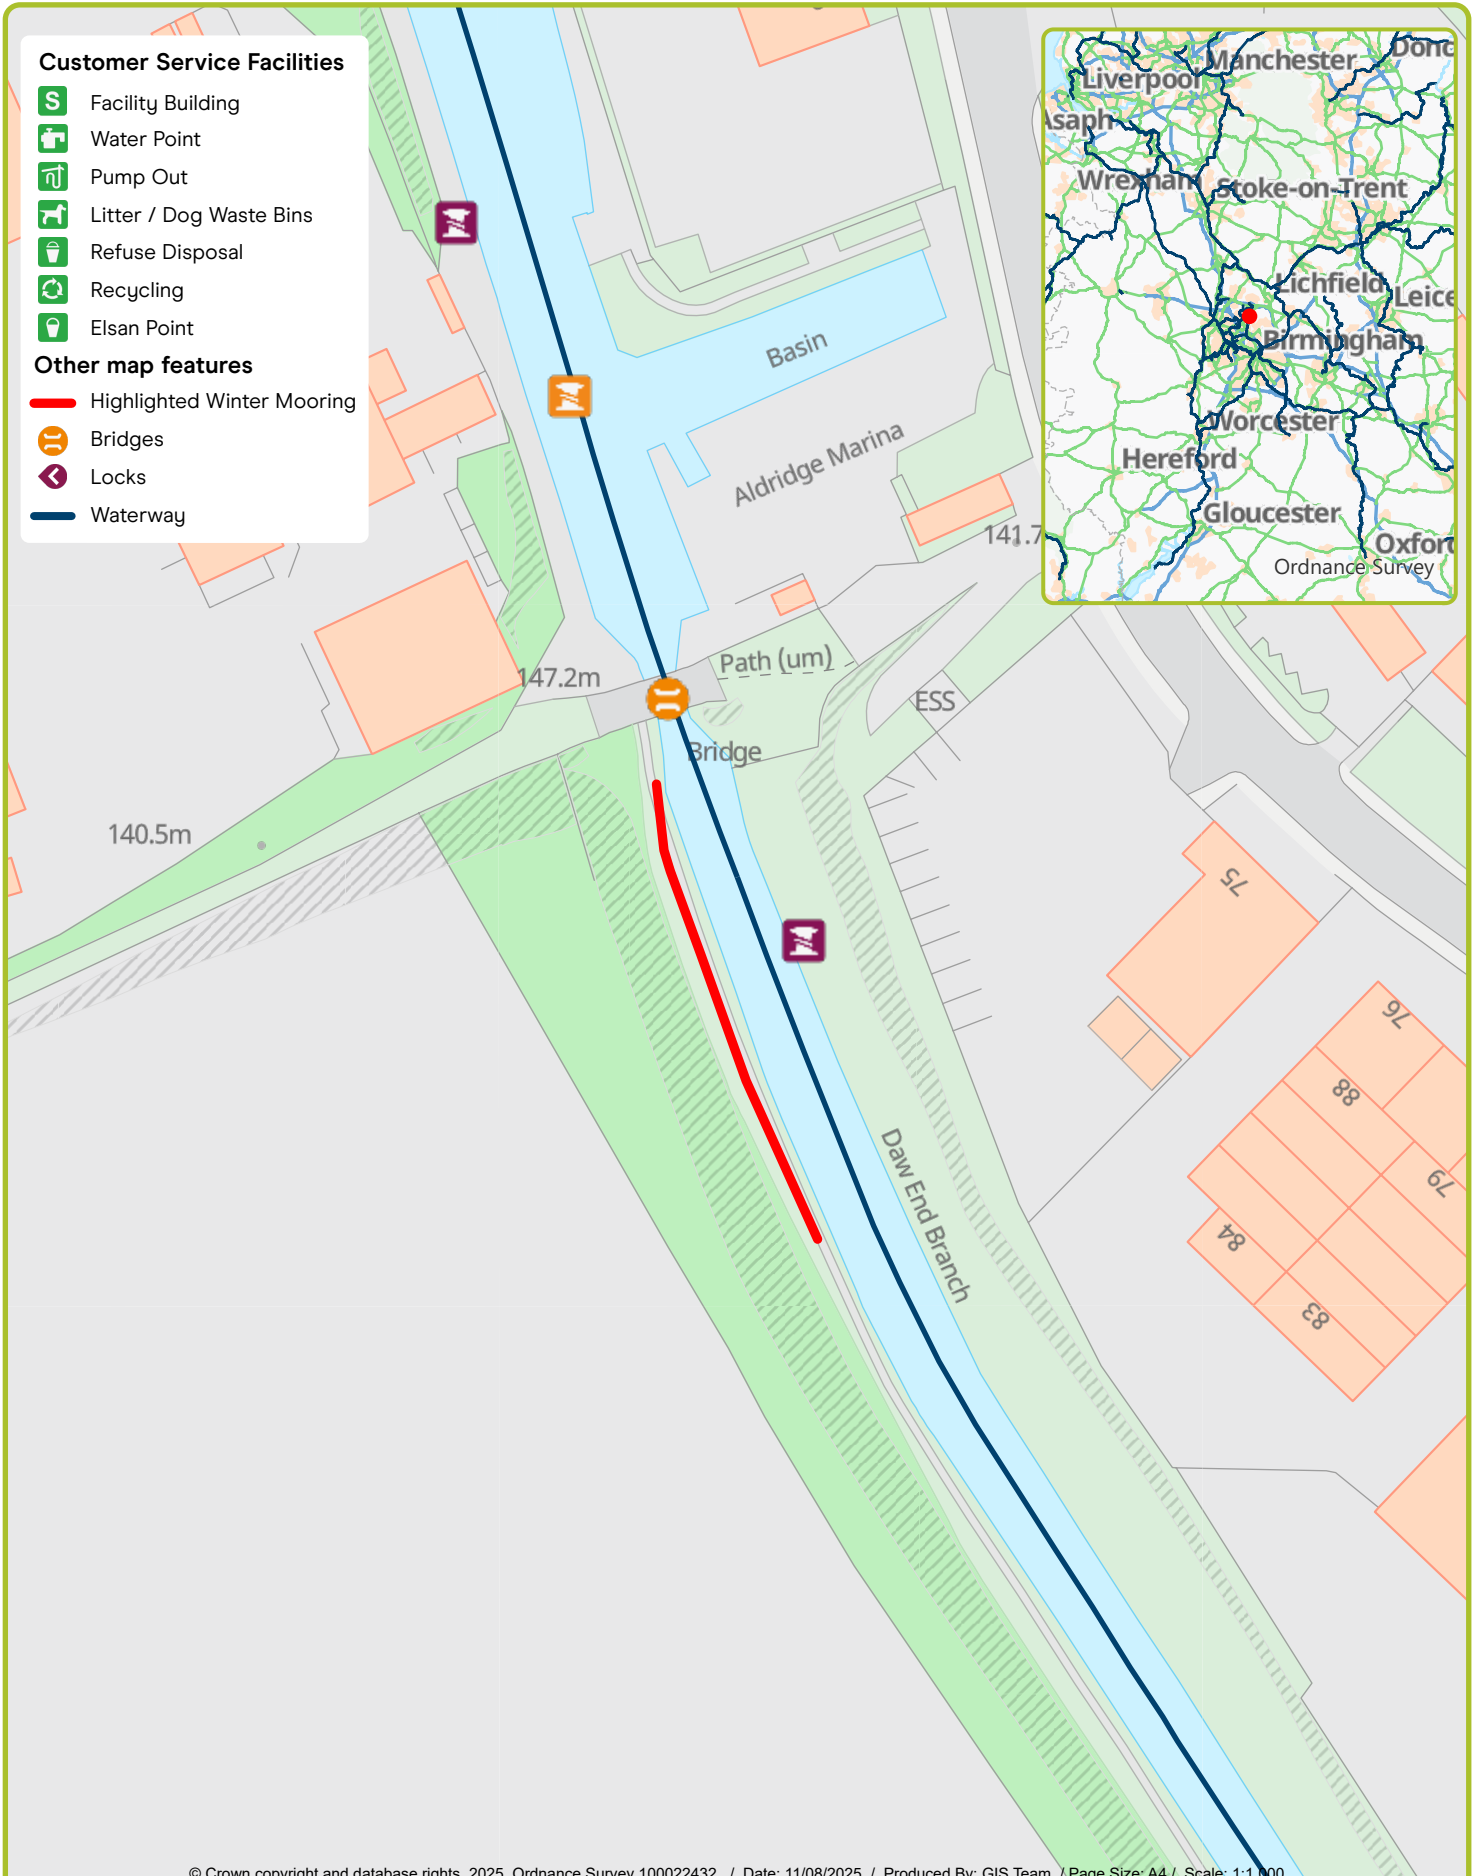 Customer Service Facilities
S
Facility Building
Water Point
Pump Out
Litter / Dog Waste Bins
Refuse Disposal
Recycling
Elsan Point
Other map features
Highlighted Winter Mooring
Bridges
Locks
Waterway
Manchester
Donc
Liverpool
Asaph
Wrexham
Stoke-on-Trent
Lichfield
Leice
Birmingham
Worcester
Hereford
Gloucester
Oxford
Ordnance Survey
Basin
Aldridge Marina
141.7
Path (um)
147.2m
ESS
Bridge
140.5m
75
76
88
79
84
83
Daw End Branch
© Crown copyright and database rights, 2025, Ordnance Survey 100022432. / Date: 11/08/2025 / Produced By: GIS Team / Page Size: A4 / Scale: 1:1,000